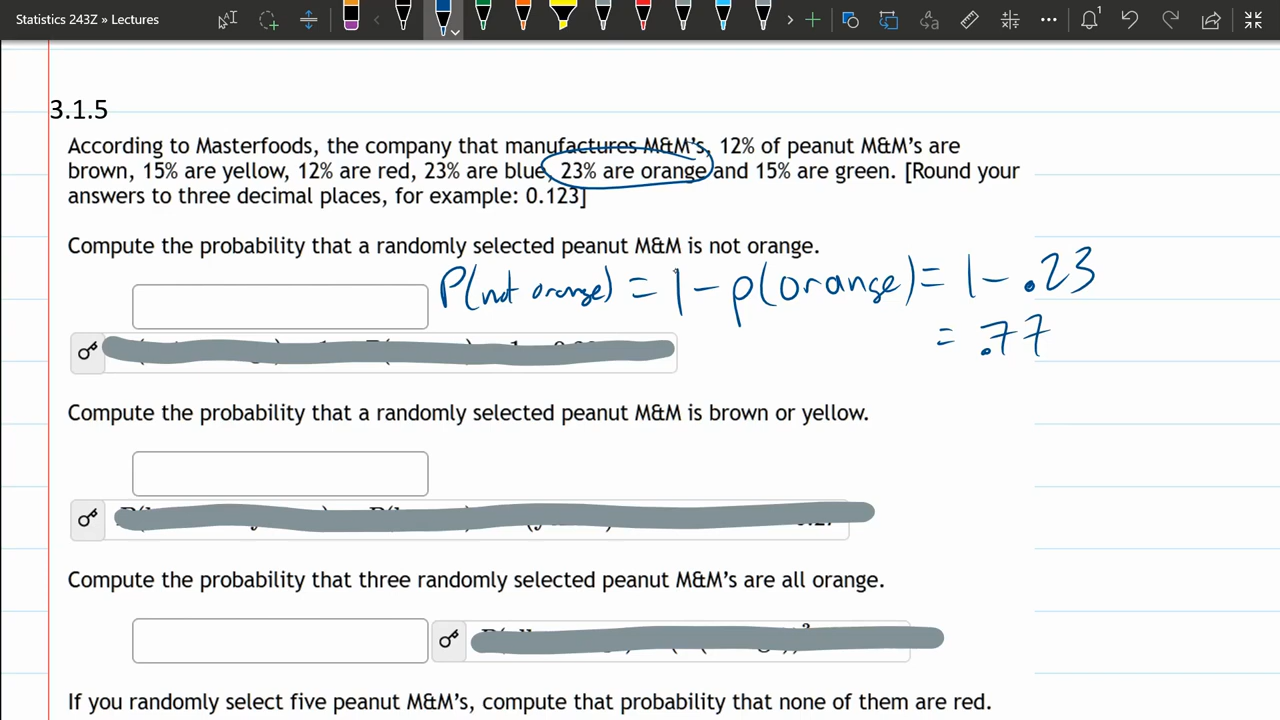 Statistics 243Z » Lectures
3.1.5
According to Masterfoods, the company that manufactures M&M's, 12% of peanut M&M's are
brown, 15% are yellow, 12% are red, 23% are blue, 23% are orange and 15% are green. [Round your
answers to three decimal places, for example: 0.123]
Compute the probability that a randomly selected peanut M&M is not orange.
P(not orange) = 1 - p(orange) = 1 - .23
= .77
Compute the probability that a randomly selected peanut M&M is brown or yellow.
Compute the probability that three randomly selected peanut M&M's are all orange.
If you randomly select five peanut M&M's, compute that probability that none of them are red.